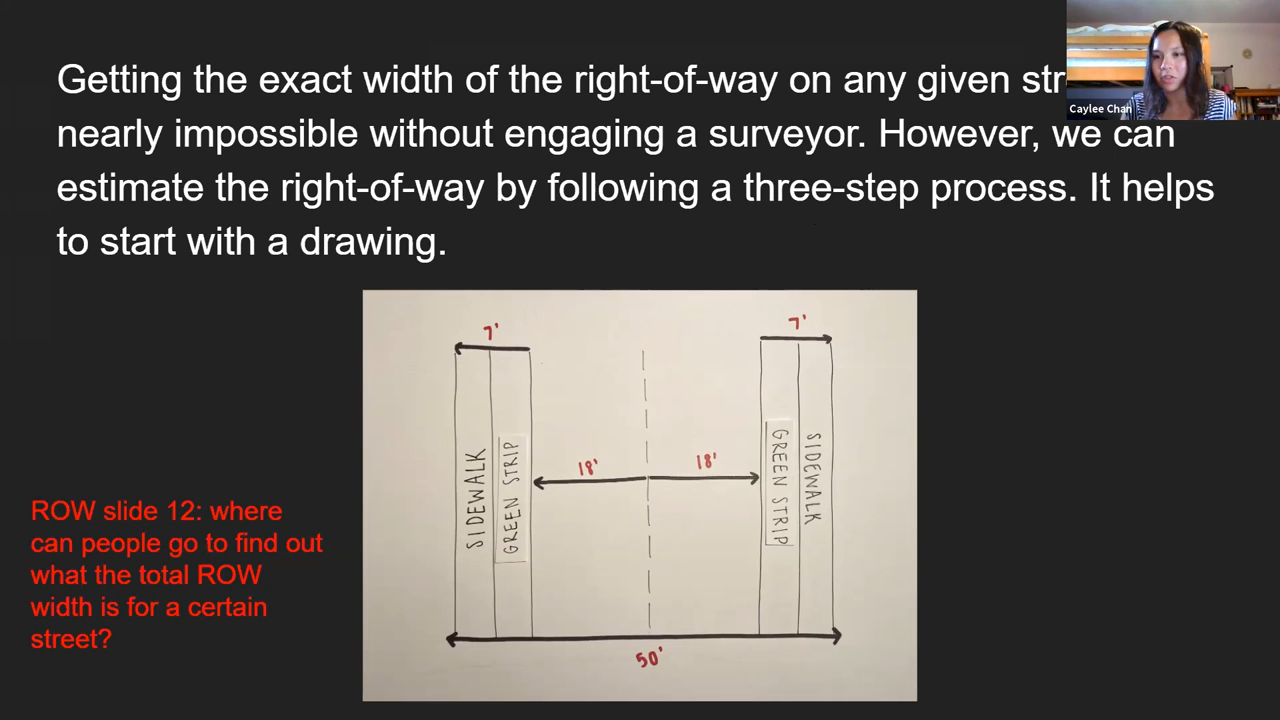 Getting the exact width of the right-of-way on any given
nearly impossible without engaging a surveyor. However, we can
estimate the right-of-way by following a three-step process. It helps
to start with a drawing.
Caylee Chan
7'
7'
18'
18'
SIDEWALK
GREEN STRIP
GREEN STRIP
SIDEWALK
50'
ROW slide 12: where
can people go to find out
what the total ROW
width is for a certain
street?